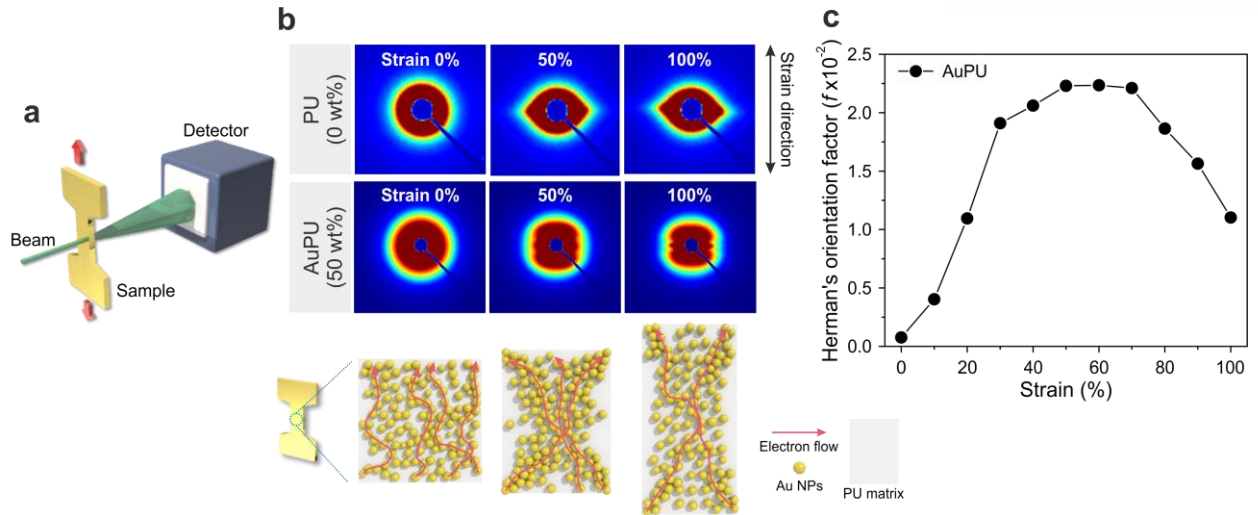 a
Detector
Beam
Sample
b
PU
(0 wt%)
Strain 0%
50%
100%
Strain direction
AuPU
(50 wt%)
Strain 0%
50%
100%
Electron flow
Au NPs
PU matrix
c
Herman's orientation factor (f x10-2)
2.5
2.0
1.5
1.0
0.5
0.0
AuPU
0 20 40 60 80 100
Strain (%)